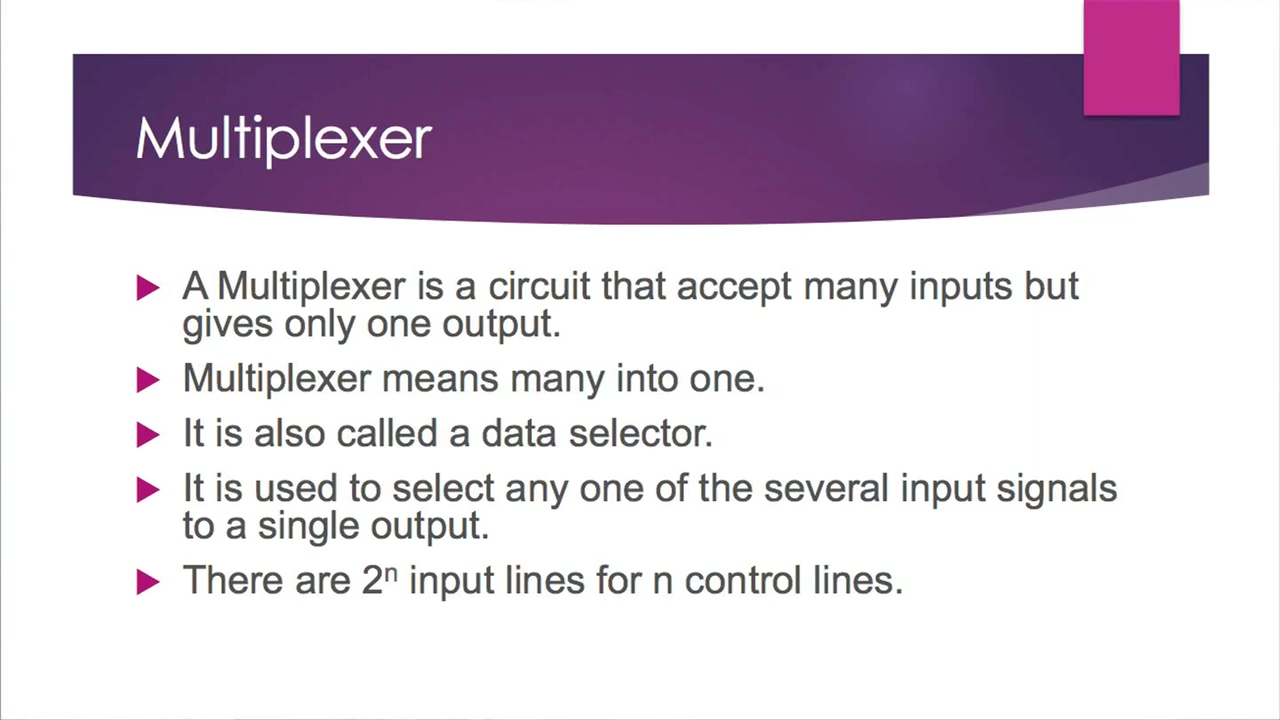 Multiplexer
A Multiplexer is a circuit that accept many inputs but
gives only one output.
Multiplexer means many into one.
It is also called a data selector.
It is used to select any one of the several input signals
to a single output.
There are 2ⁿ input lines for n control lines.